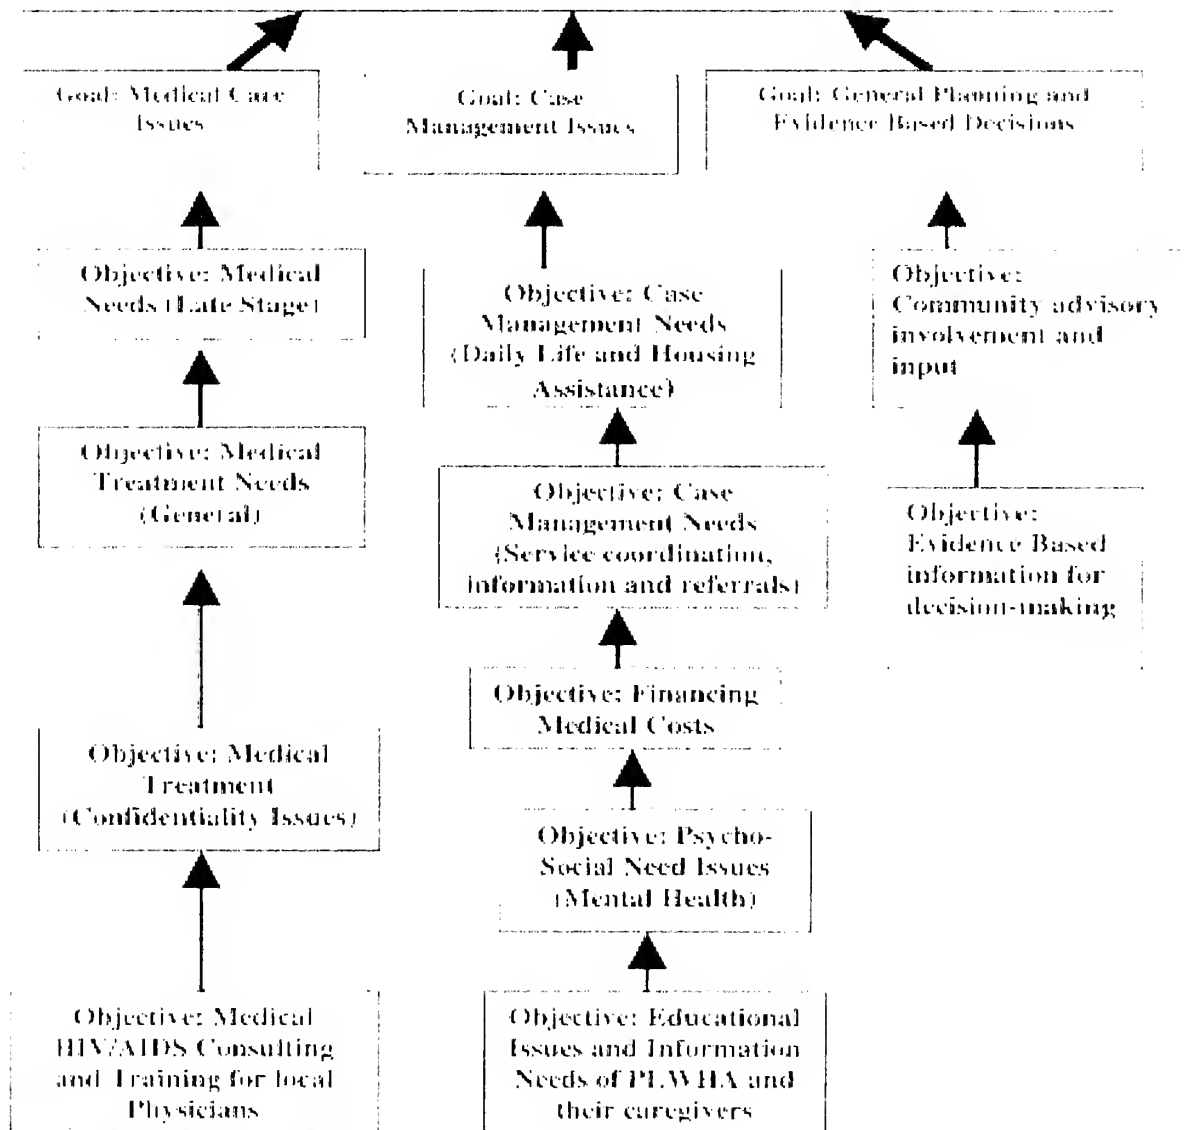 Goal: Medical Care
Issues
Goal: Case
Management Issues
Goal: General Planning and
Evidence Based Decisions
Objective: Medical
Needs (Late Stage)
Objective: Case
Management Needs
(Daily Life and Housing
Assistance)
Objective:
Community advisory
involvement and
input
Objective: Medical
Treatment Needs
(General)
Objective: Case
Management Needs
(Service coordination,
information and referrals)
Objective:
Evidence Based
information for
decision-making
Objective: Financing
Medical Costs
Objective: Medical
Treatment
(Confidentiality Issues)
Objective: Psycho-
Social Need Issues
(Mental Health)
Objective: Medical
HIV/AIDS Consulting
and Training for local
Physicians
Objective: Educational
Issues and Information
Needs of PLWHA and
their caregivers